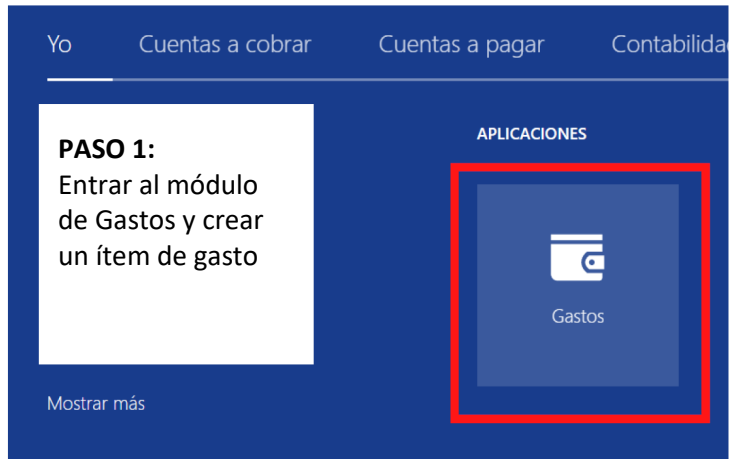 Yo Cuentas a cobrar Cuentas a pagar Contabilidad
PASO 1:
Entrar al módulo
de Gastos y crear
un ítem de gasto
APLICACIONES
Gastos
Mostrar más